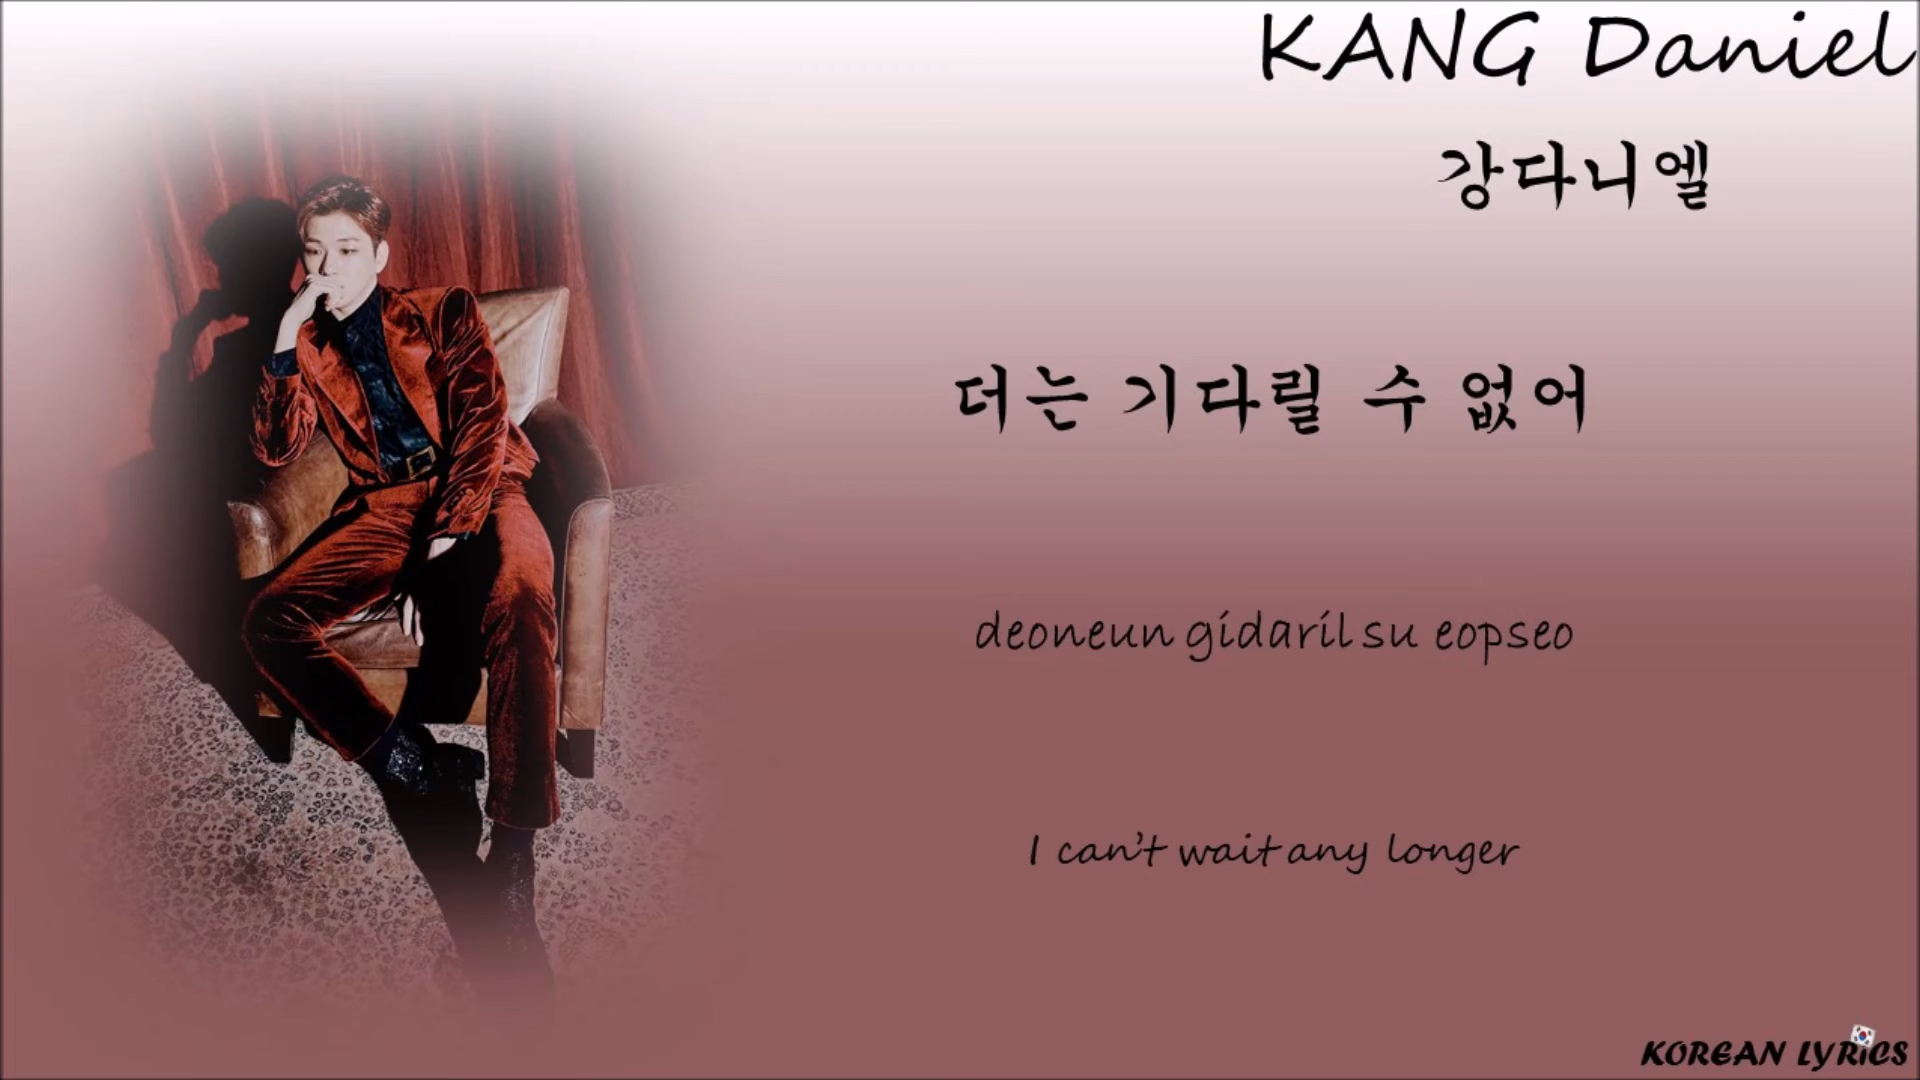 KANG Daniel
강다니엘
더는 기다릴 수 없어
deoneun gidaril su eopseo
I can't wait any longer
KOREAN LYRICS